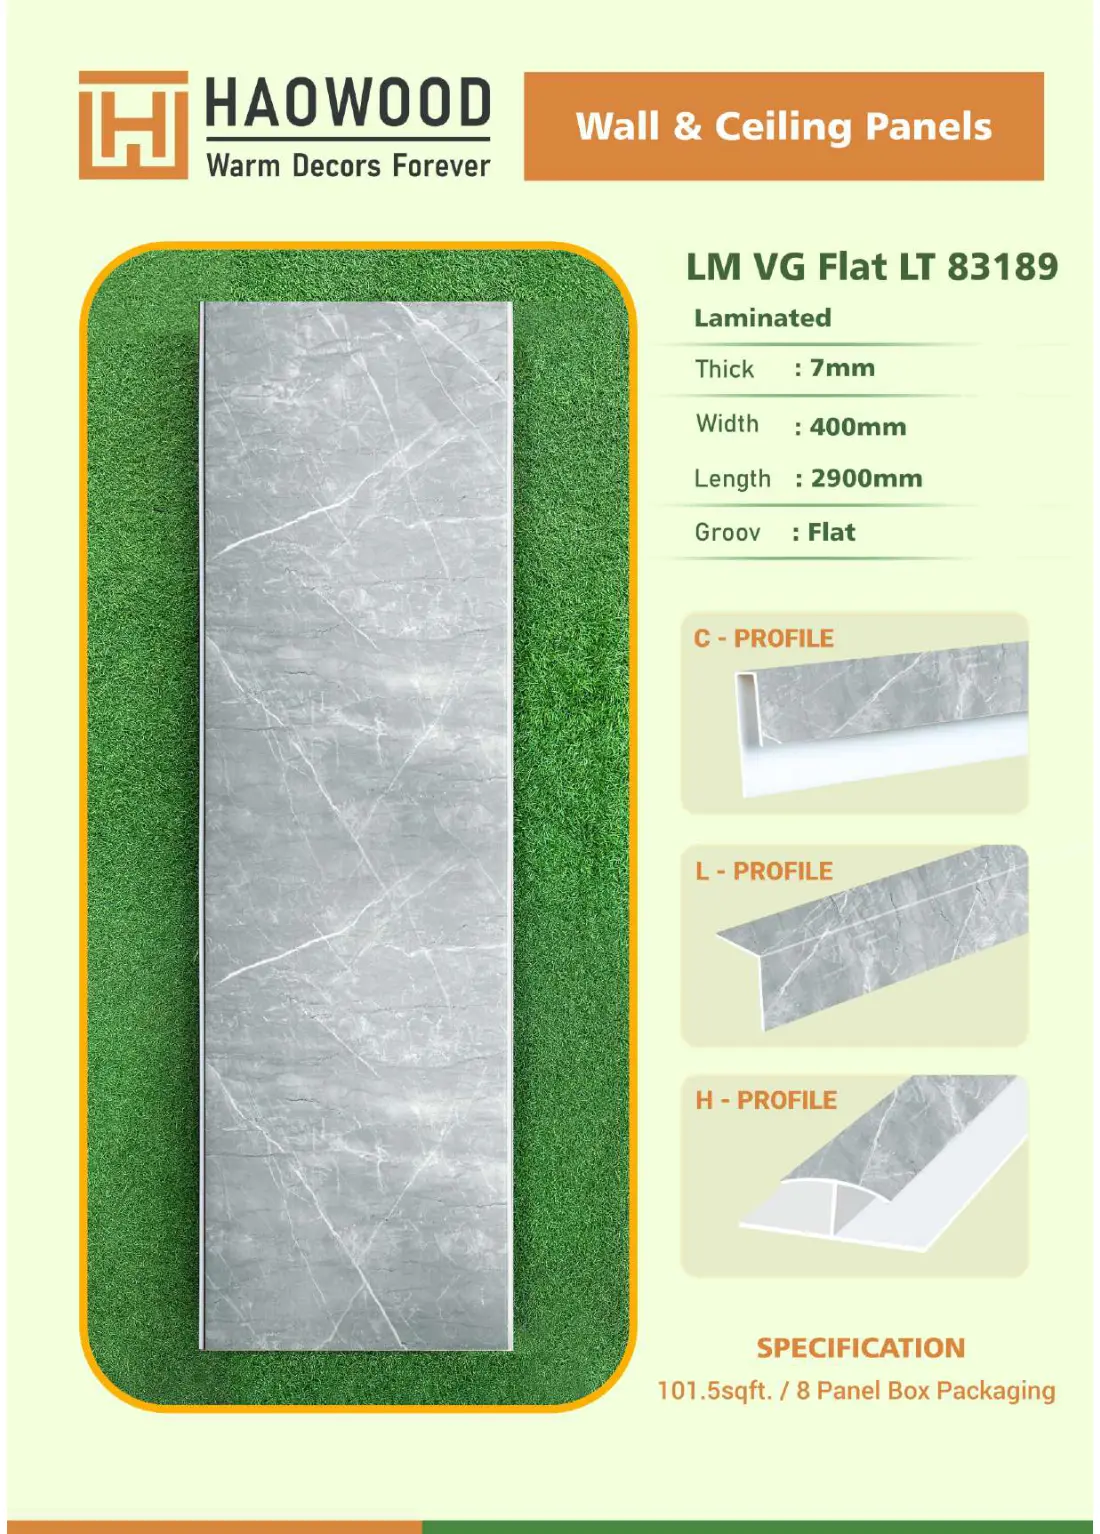 HAOWOOD
Warm Decors Forever
Wall & Ceiling Panels
LM VG Flat LT 83189
Laminated
Thick : 7mm
Width : 400mm
Length : 2900mm
Groov : Flat
C - PROFILE
L - PROFILE
H - PROFILE
SPECIFICATION
101.5sqft. / 8 Panel Box Packaging